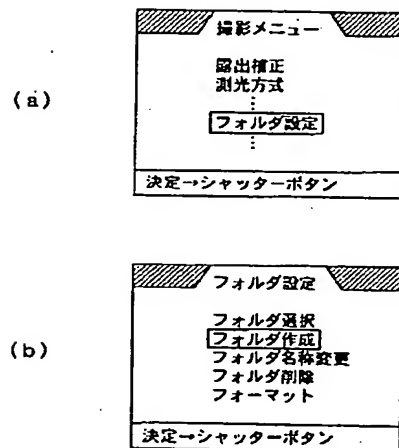 (a)
撮影メニュー
露出補正
測光方式
⋮
フォルダ設定
⋮
決定→シャッターボタン
(b)
フォルダ設定
フォルダ選択
フォルダ作成
フォルダ名称変更
フォルダ削除
フォーマット
決定→シャッターボタン